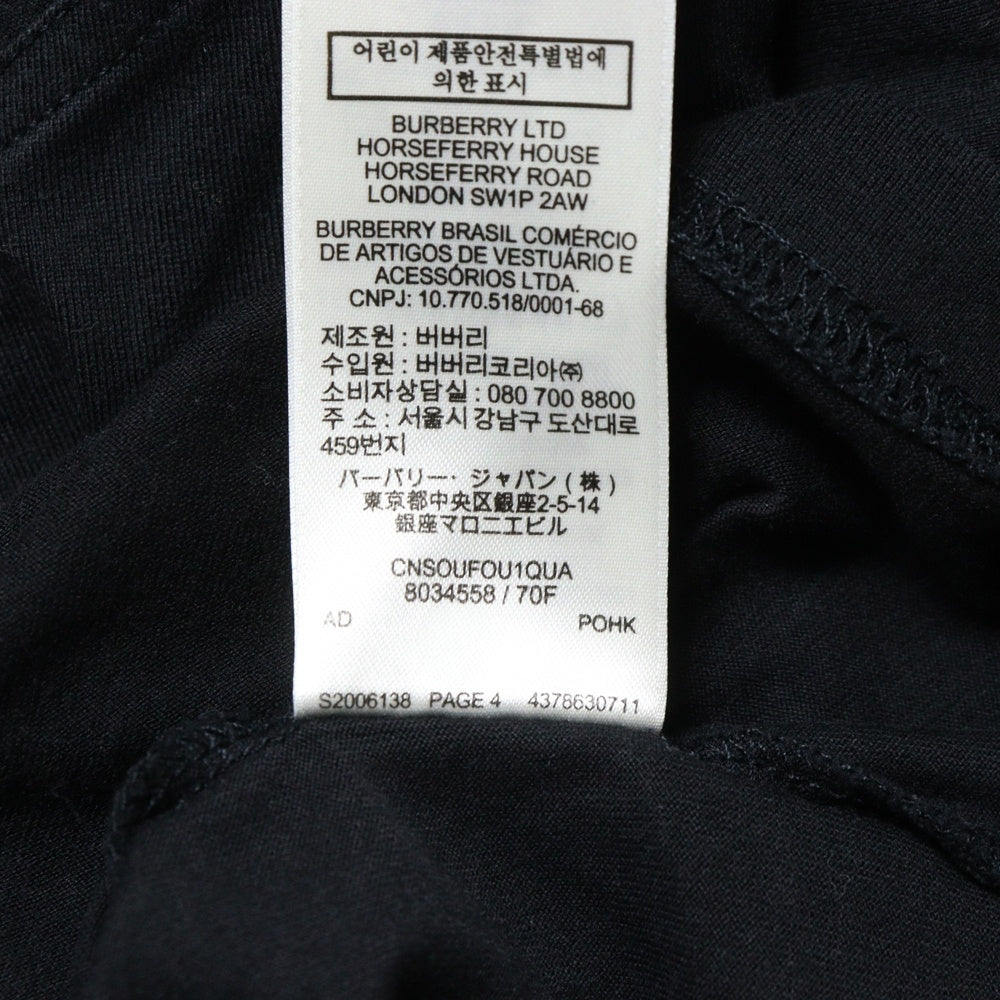 어린이 제품안전특별법에
의한 표시
BURBERRY LTD
HORSEFERRY HOUSE
HORSEFERRY ROAD
LONDON SW1P 2AW
BURBERRY BRASIL COMÉRCIO
DE ARTIGOS DE VESTUÁRIO E
ACESSÓRIOS LTDA.
CNPJ: 10.770.518/0001-68
제조원 : 버버리
수입원 : 버버리코리아㈜
소비자상담실 : 080 700 8800
주 소 : 서울시 강남구 도산대로
459번지
バーバリー・ジャパン(株)
東京都中央区銀座2-5-14
銀座マロニエビル
CNSOUFOU1QUA
8034558 / 70F
AD POHK
S2006138 PAGE 4 4378630711